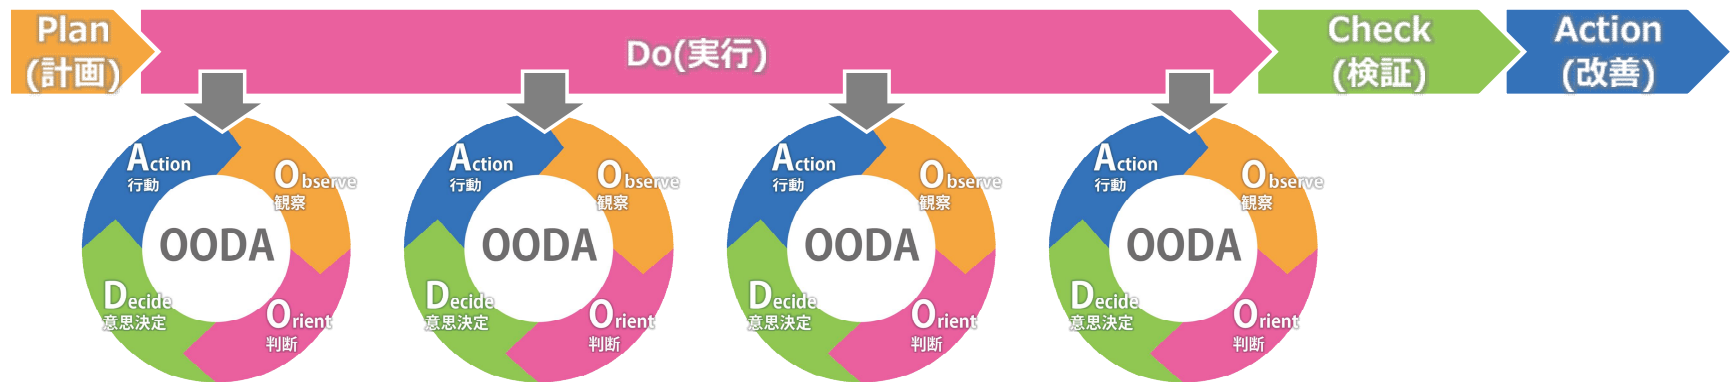 Plan
(計画)
Do(実行)
Check
(検証)
Action
(改善)
Action
行動
Observe
観察
OODA
Decide
意思決定
Orient
判断
Action
行動
Observe
観察
OODA
Decide
意思決定
Orient
判断
Action
行動
Observe
観察
OODA
Decide
意思決定
Orient
判断
Action
行動
Observe
観察
OODA
Decide
意思決定
Orient
判断